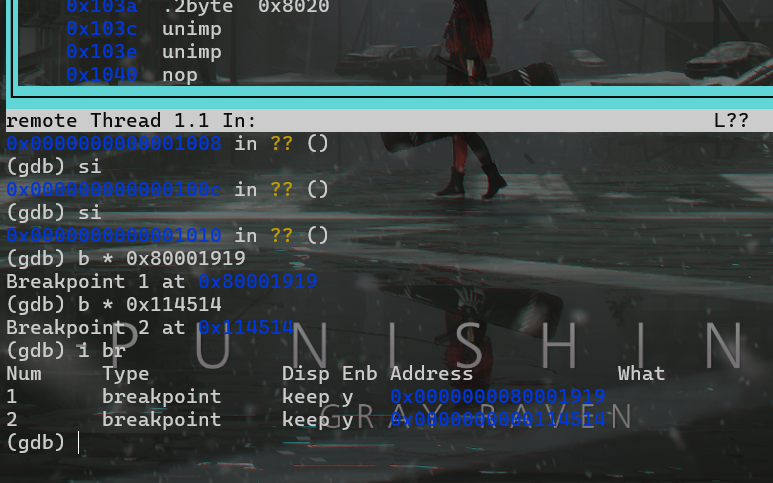 0x103a  .2byte  0x8020
0x103c  unimp
0x103e  unimp
0x1040  nop
remote Thread 1.1 In: L??
0x0000000000001008 in ?? ()
(gdb) si
0x000000000000100c in ?? ()
(gdb) si
0x0000000000001010 in ?? ()
(gdb) b * 0x80001919
Breakpoint 1 at 0x80001919
(gdb) b * 0x114514
Breakpoint 2 at 0x114514
PUNISHIN
(gdb) i br
Num Type Disp Enb Address What
1 breakpoint keep y 0x0000000080001919
2 breakpoint keep y 0x0000000000114514
GRAY RAVEN
(gdb)